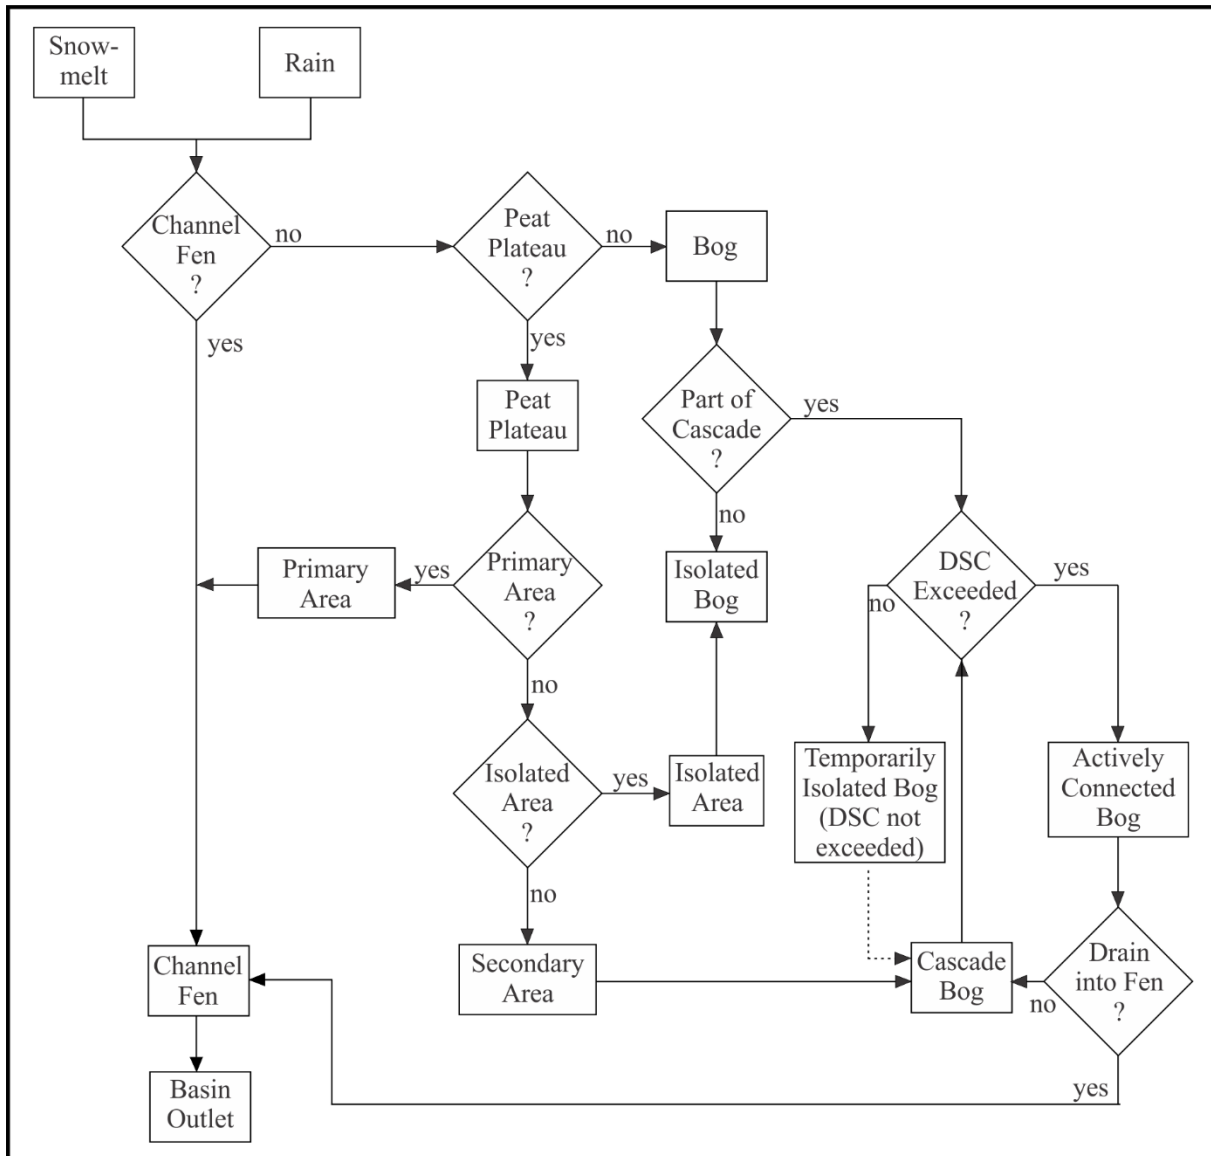 Snow-
melt
Rain
Channel
Fen
?
no
Peat
Plateau
?
no
Bog
yes
yes
Peat
Plateau
Part of
Cascade
?
yes
no
Primary
Area
yes
Primary
Area
?
Isolated
Bog
DSC
Exceeded
?
yes
no
no
Isolated
Area
?
yes
Isolated
Area
Temporarily
Isolated Bog
(DSC not
exceeded)
Actively
Connected
Bog
no
Channel
Fen
Secondary
Area
Cascade
Bog
no
Drain
into Fen
?
yes
Basin
Outlet